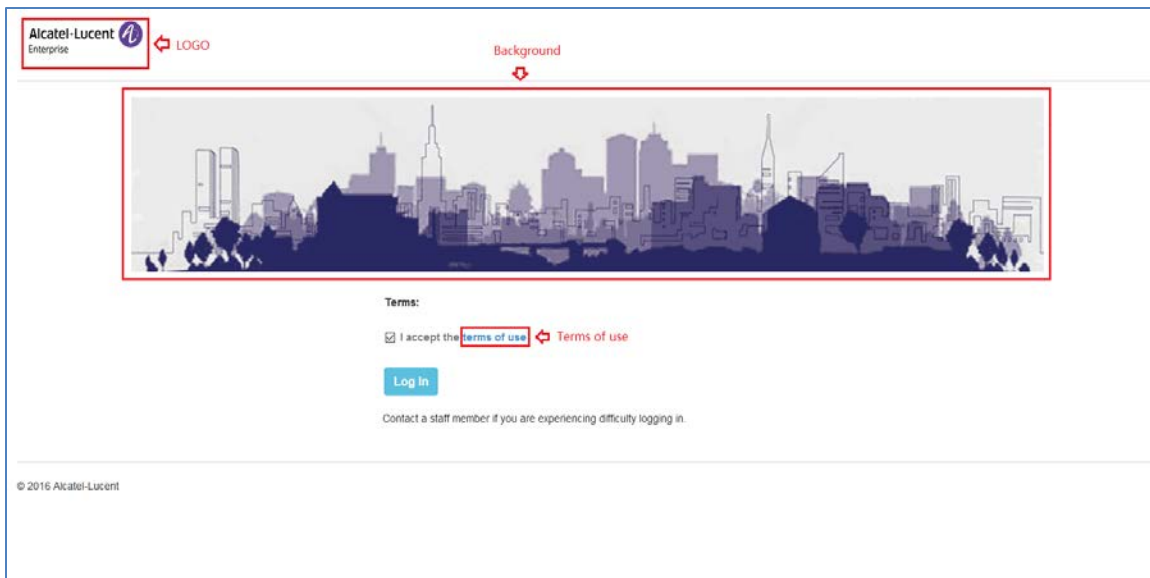 Alcatel·Lucent
Enterprise
LOGO
Background
Terms:
I accept the terms of use
Terms of use
Log In
Contact a staff member if you are experiencing difficulty logging in.
© 2016 Alcatel-Lucent